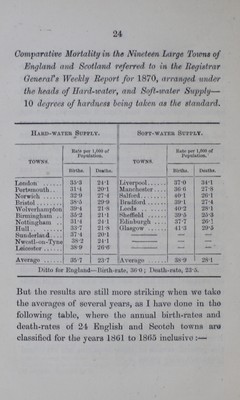 24
Comparative Mortality in the Nineteen Large Towns of
England and Scotland referred to in the Registrar
General's Weekly Report for 1870, arranged under
the heads of Hard-water, and Soft-water Supply—
10 degrees of hardness being taken as the standard.
HARD-WATER SUPPLY. SOFT-WATER SUPPLY.
TOWNS. Rate per 1,000 of Population. TOWNS. Rate per 1,000 of Population.
Births. Deaths. Births. Deaths.
London 35·3 24·1 Liverpool 37·0 34·1
Portsmouth 31·4 20·1 Manchester 36·6 27·8
Norwich 32·9 27·4 Salford 40·1 26·1
Bristol 38·5 29·9 Bradford 39·1 27·4
Wolverhampton 39·4 21·8 Leeds 40·2 28·1
Birmingham 35·2 21·1 Sheffield 39·5 25·3
Nottingham 31·4 24·1 Edinburgh 37·7 26·1
Hull 33·7 21·8 Glasgow 41·3 29·5
Sunderland 37·4 20·1 — — —
Nwcstl-on-Tyne 38·2 24·1 — — —
Leicester 38·9 26·6 — — —
Average 35·7 23·7 Average 38·9 28·1
Ditto for England—Birth-rate, 36·0; Death-rate, 23·5.
But the results are still more striking when we take
the averages of several years, as I have done in the
following table, where the annual birth-rates and
death-rates of 24 English and Scotch towns are
classified for the years 1861 to 1865 inclusive :—